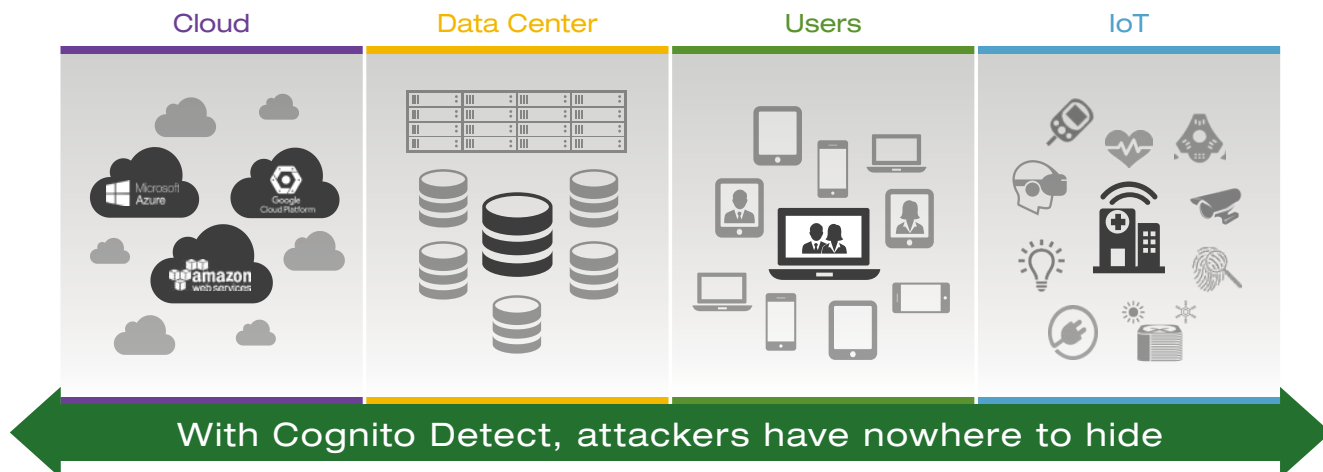 Cloud
Data Center
Users
IoT
Microsoft
Azure
Google
Cloud Platform
amazon
web services
With Cognito Detect, attackers have nowhere to hide